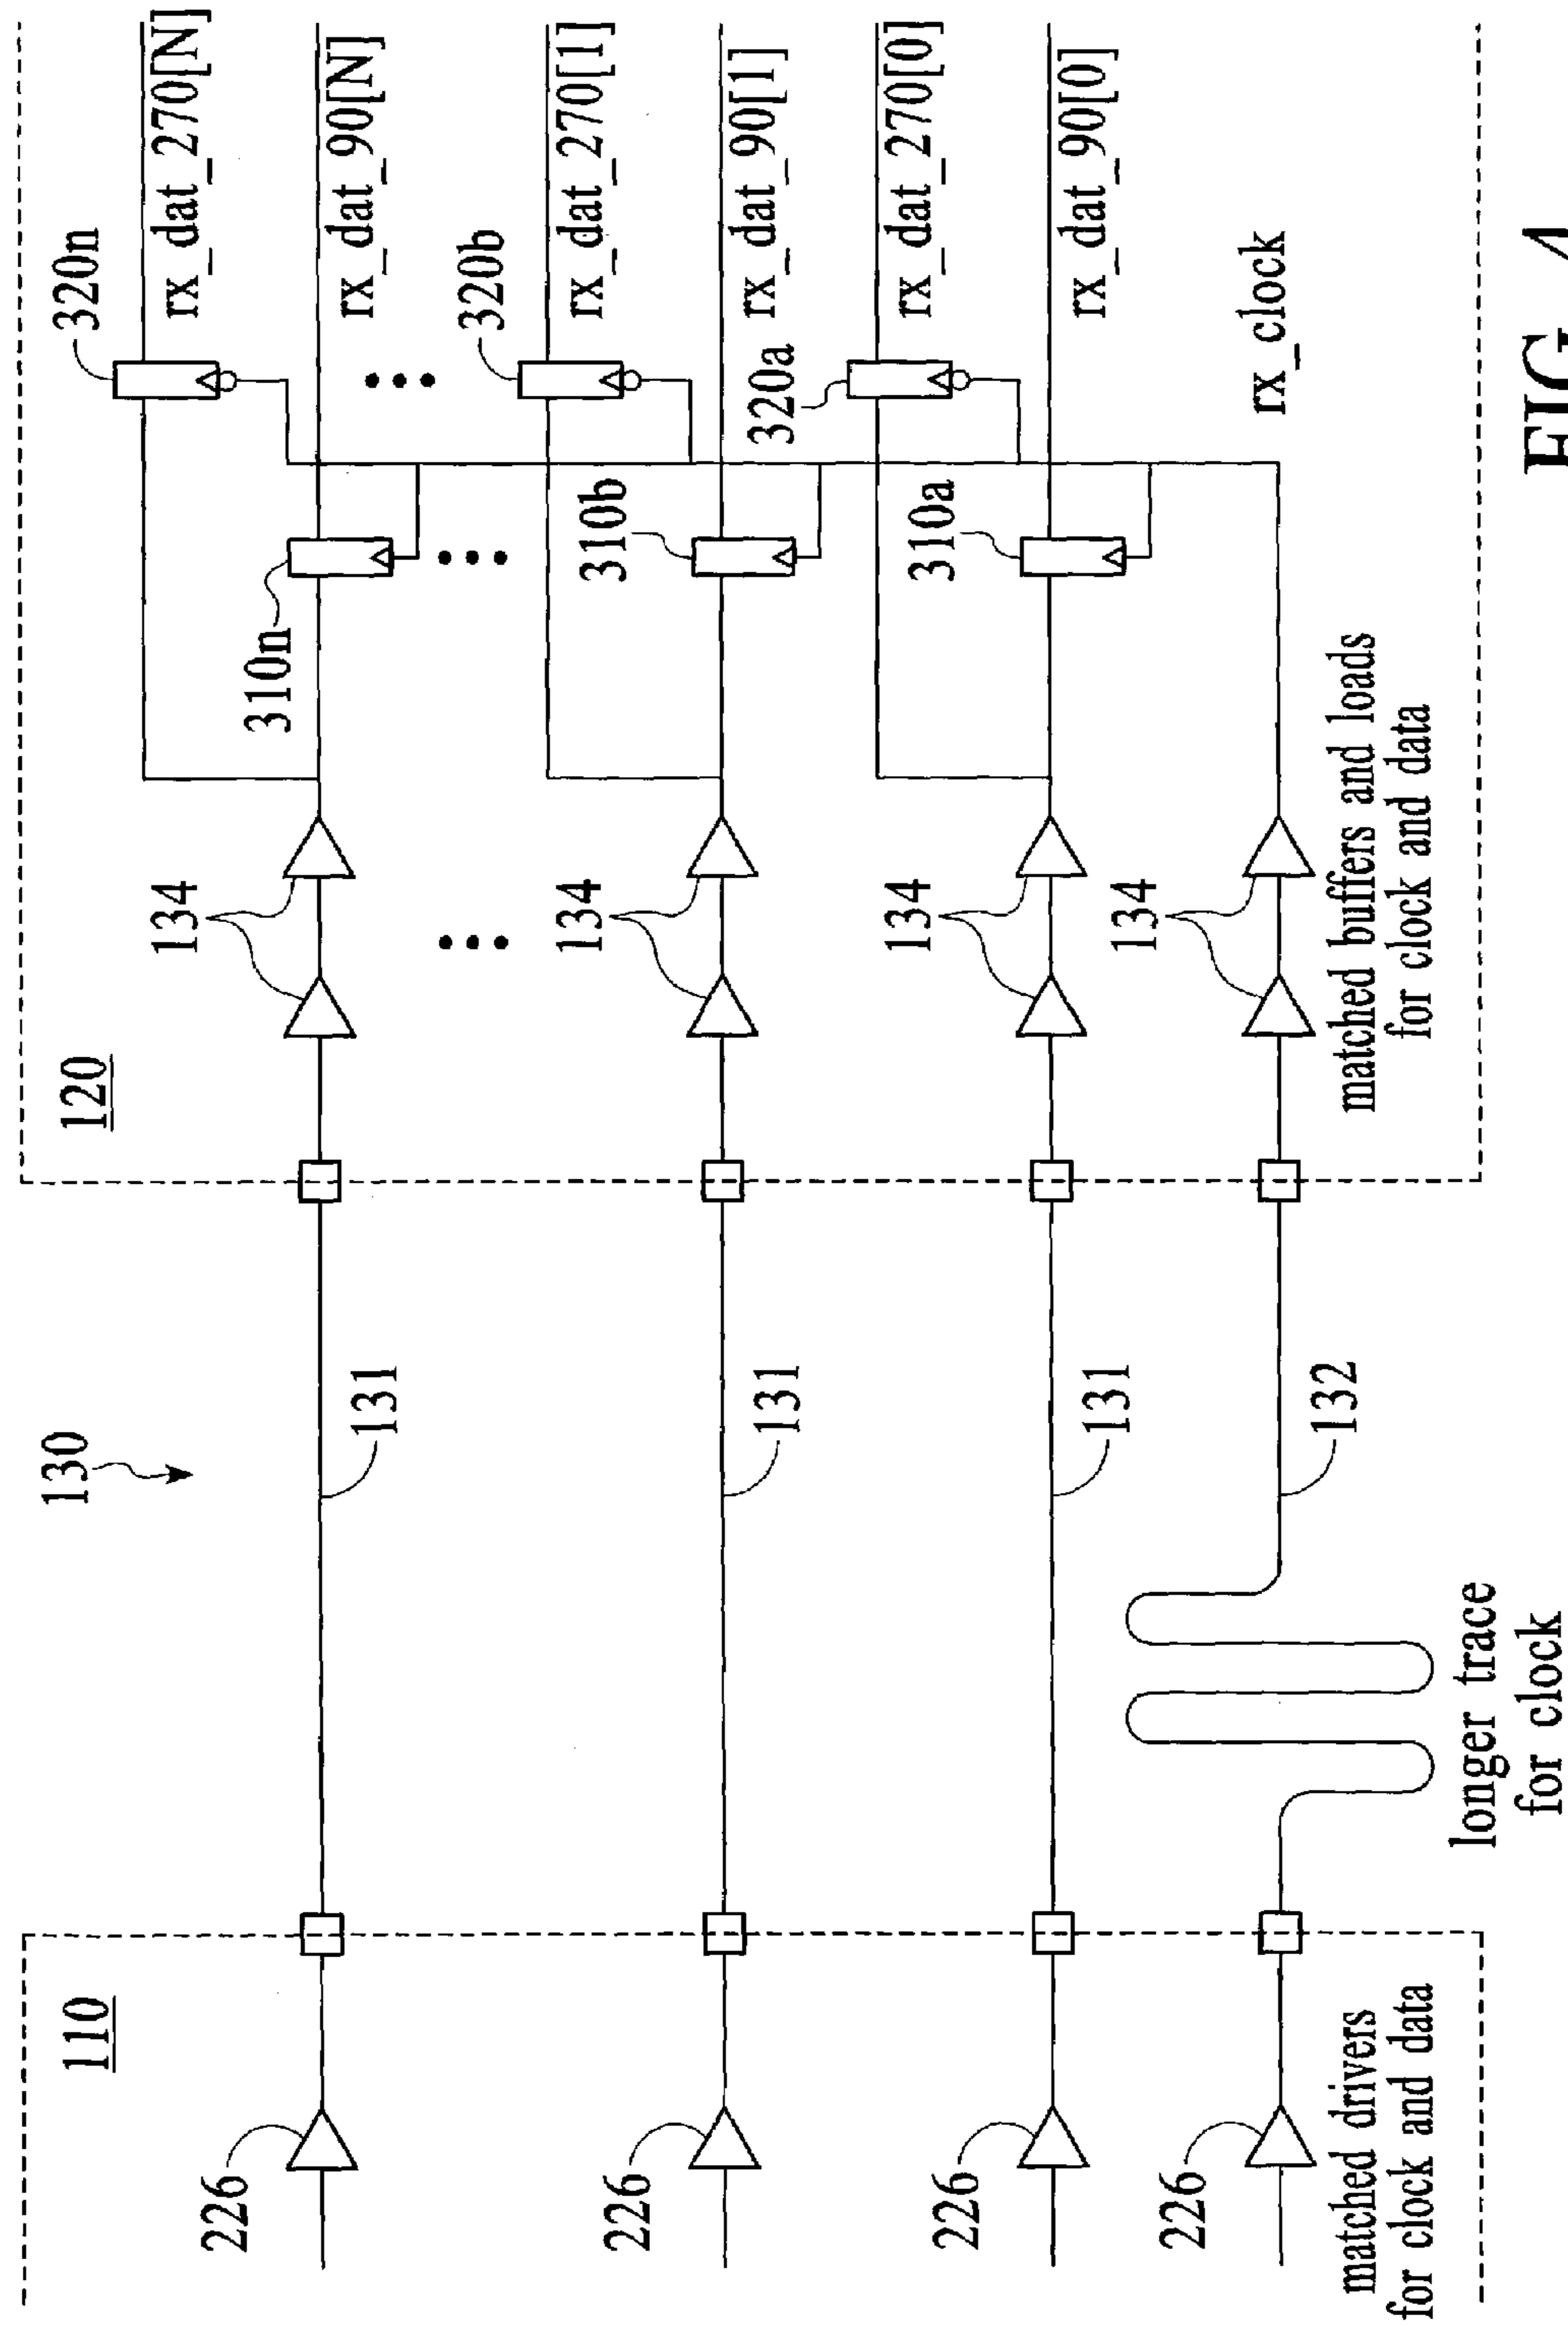 110
226
226
226
226
matched drivers
for clock and data
130
131
131
131
132
longer trace
for clock
120
134
134
134
134
matched buffers and loads
for clock and data
310n
310b
310a
320n
320b
320a
rx_dat_270[N]
rx_dat_90[N]
rx_dat_270[1]
rx_dat_90[1]
rx_dat_270[0]
rx_dat_90[0]
rx_clock
FIG. 4